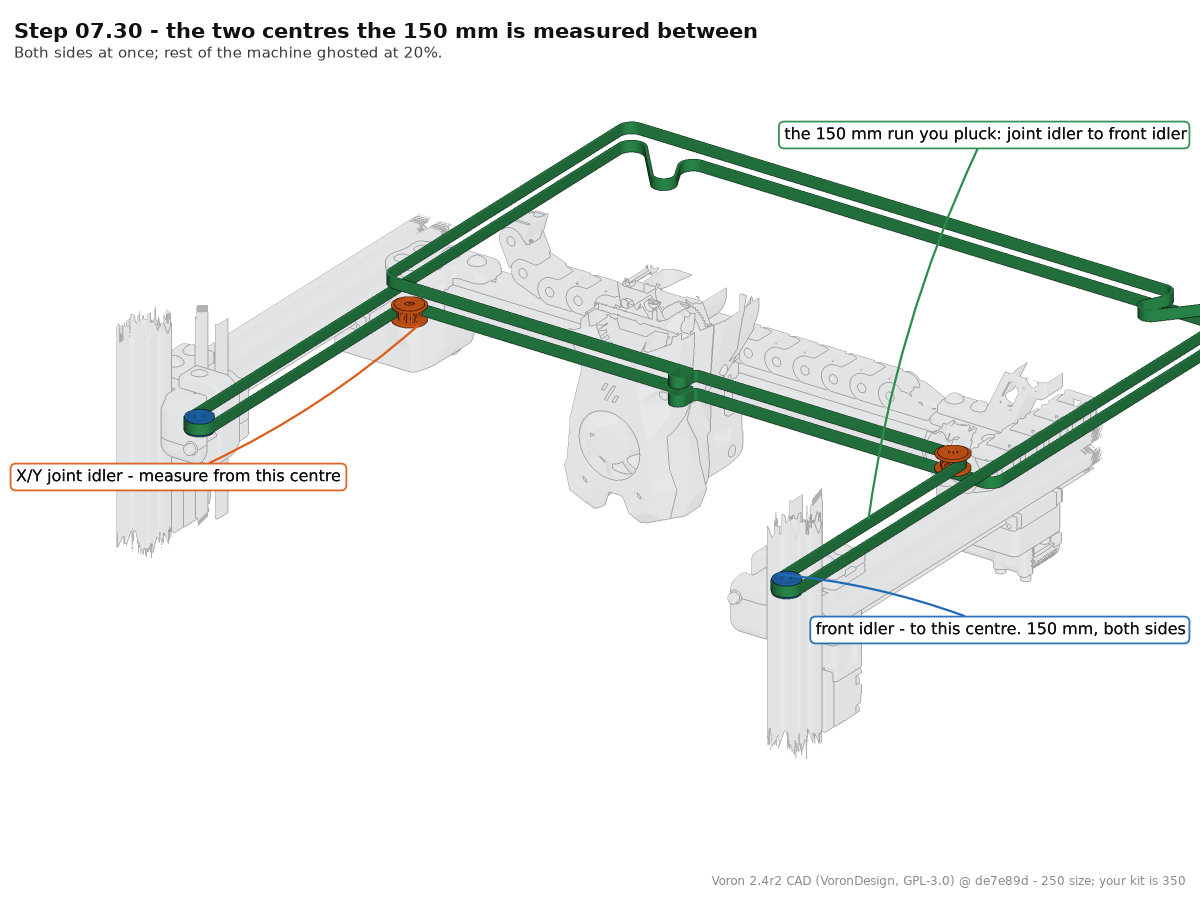 Step 07.30 - the two centres the 150 mm is measured between
Both sides at once; rest of the machine ghosted at 20%.
the 150 mm run you pluck: joint idler to front idler
X/Y joint idler - measure from this centre
front idler - to this centre. 150 mm, both sides
Voron 2.4r2 CAD (VoronDesign, GPL-3.0) @ de7e89d - 250 size; your kit is 350